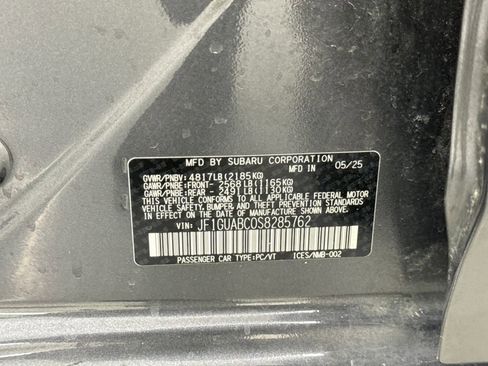 MFD BY SUBARU CORPORATION
MFD IN 05/25
GVWR/PNBV: 4817LB(2185KG)
GAWR/PNBE: FRONT- 2568LB(1165KG)
GAWR/PNBE: REAR - 2491LB(1130KG)
THIS VEHICLE CONFORMS TO ALL APPLICABLE FEDERAL MOTOR
VEHICLE SAFETY, BUMPER, AND THEFT PREVENTION STANDARDS
IN EFFECT ON THE DATE OF MANUFACTURE SHOWN ABOVE.
VIN: JF1GUABC0S8285762
PASSENGER CAR TYPE:PC/VT ICES/NMB-002